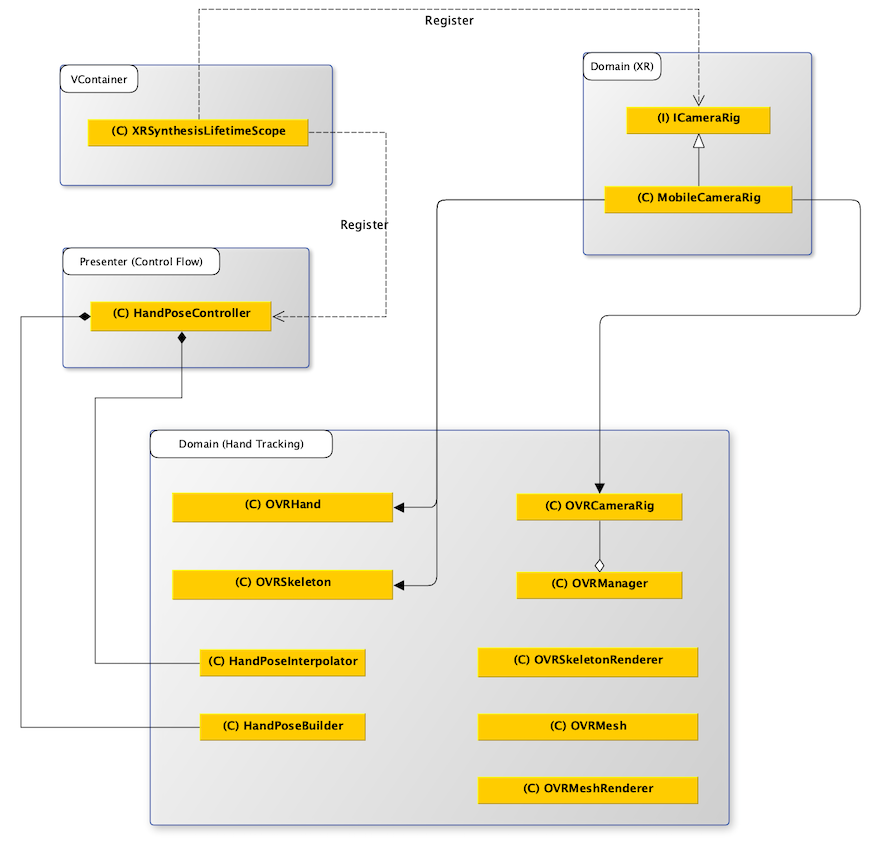 Register
VContainer
(C) XRSynthesisLifetimeScope
Domain (XR)
(I) ICameraRig
(C) MobileCameraRig
Register
Presenter (Control Flow)
(C) HandPoseController
Domain (Hand Tracking)
(C) OVRHand
(C) OVRCameraRig
(C) OVRSkeleton
(C) OVRManager
(C) HandPoseInterpolator
(C) OVRSkeletonRenderer
(C) HandPoseBuilder
(C) OVRMesh
(C) OVRMeshRenderer